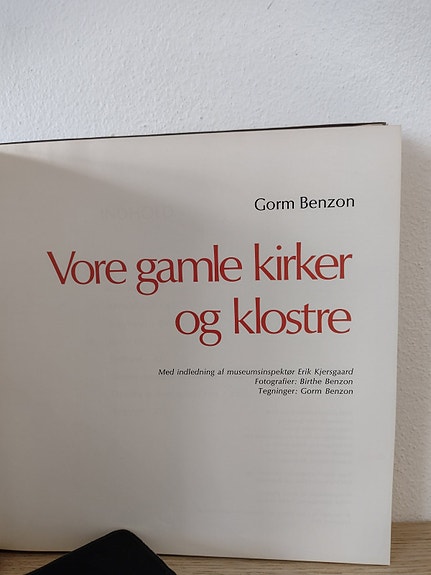 Gorm Benzon
Vore gamle kirker
og klostre
Med indledning af museumsinspektør Erik Kjersgaard
Fotografier: Birthe Benzon
Tegninger: Gorm Benzon